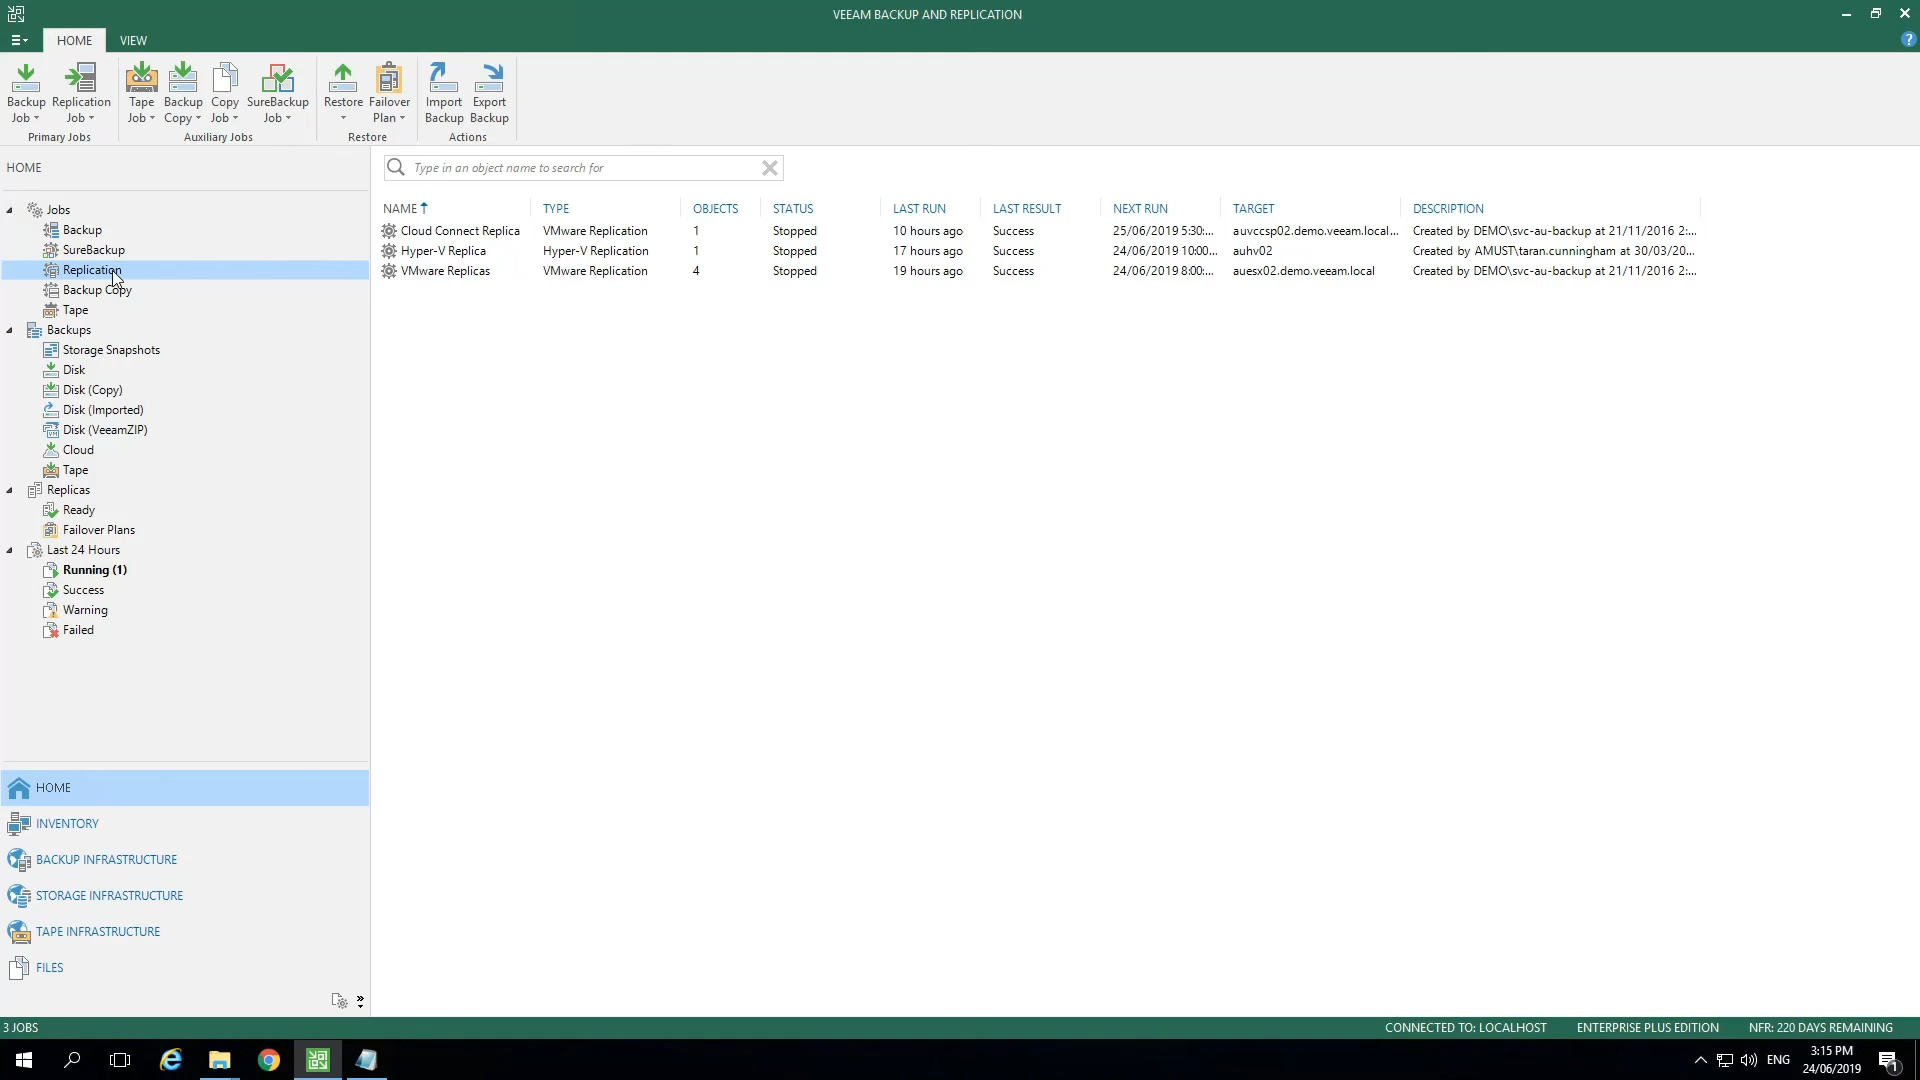 VEEAM BACKUP AND REPLICATION
HOME VIEW
Backup Job
Replication Job
Primary Jobs
Tape Job
Backup Copy
Copy Job
SureBackup Job
Auxiliary Jobs
Restore
Failover Plan
Restore
Import Backup
Export Backup
Actions
HOME
Jobs
Backup
SureBackup
Replication
Backup Copy
Tape
Backups
Storage Snapshots
Disk
Disk (Copy)
Disk (Imported)
Disk (VeeamZIP)
Cloud
Tape
Replicas
Ready
Failover Plans
Last 24 Hours
Running (1)
Success
Warning
Failed
HOME
INVENTORY
BACKUP INFRASTRUCTURE
STORAGE INFRASTRUCTURE
TAPE INFRASTRUCTURE
FILES
Type in an object name to search for
NAME TYPE OBJECTS STATUS LAST RUN LAST RESULT NEXT RUN TARGET DESCRIPTION
Cloud Connect Replica VMware Replication 1 Stopped 10 hours ago Success 25/06/2019 5:30:... auvccsp02.demo.veeam.local... Created by DEMO\svc-au-backup at 21/11/2016 2:...
Hyper-V Replica Hyper-V Replication 1 Stopped 17 hours ago Success 24/06/2019 10:00... auhv02 Created by AMUST\taran.cunningham at 30/03/20...
VMware Replicas VMware Replication 4 Stopped 19 hours ago Success 24/06/2019 8:00:... auesx02.demo.veeam.local Created by DEMO\svc-au-backup at 21/11/2016 2:...
3 JOBS
CONNECTED TO: LOCALHOST ENTERPRISE PLUS EDITION NFR: 220 DAYS REMAINING
ENG
3:15 PM
24/06/2019
1